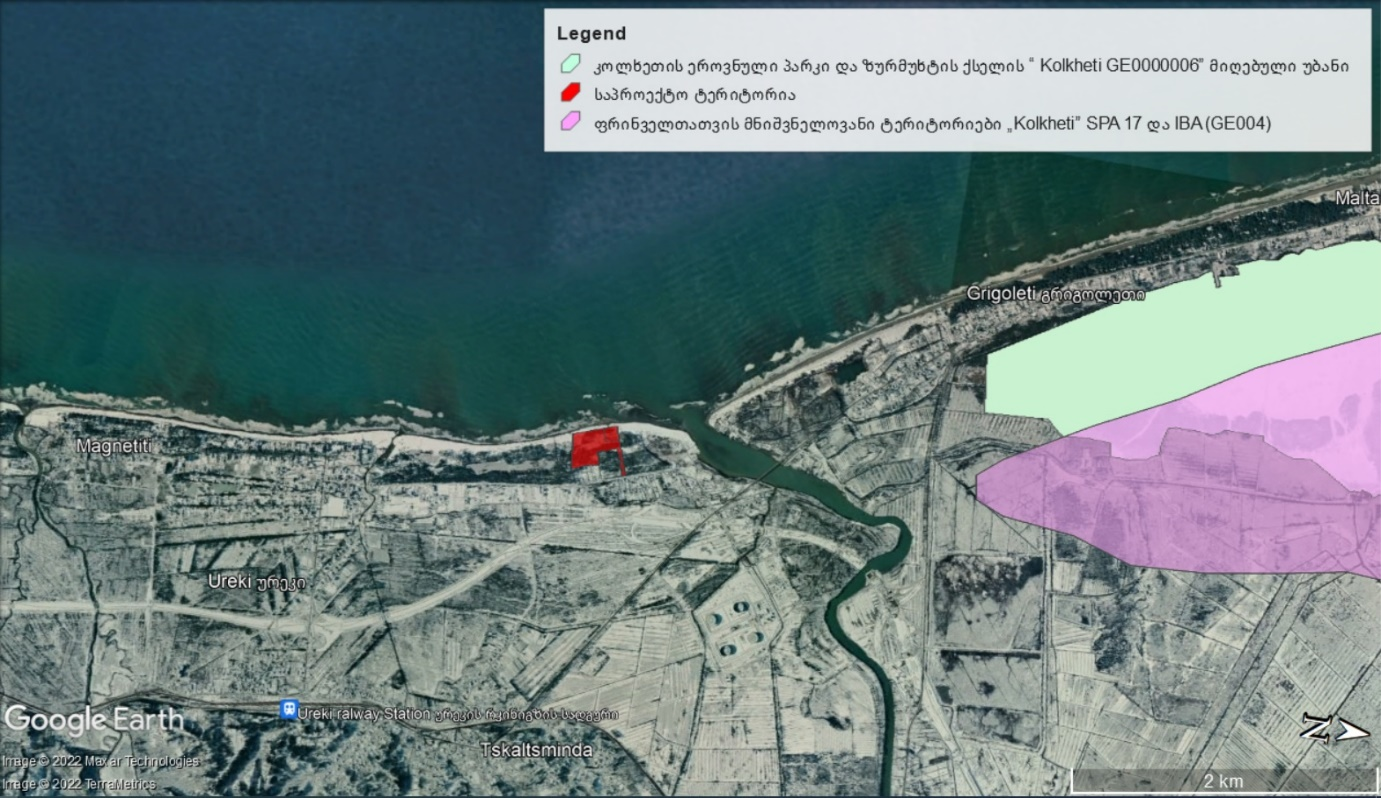 Legend
კოლხეთის ეროვნული პარკი და ზურმუხტის ქსელის “ Kolkheti GE0000006” მიღებული უბანი
საპროექტო ტერიტორია
ფრინველთათვის მნიშვნელოვანი ტერიტორიები „Kolkheti” SPA 17 და IBA (GE004)
Malta
Grigoleti გრიგოლეთი
Magnetiti
Ureki ურეკი
Ureki ralway Station ურეკის რკინიგზის სადგური
Google Earth
Tskaltsminda
Image © 2022 Maxar Technologies
Image © 2022 TerraMetrics
N
2 km